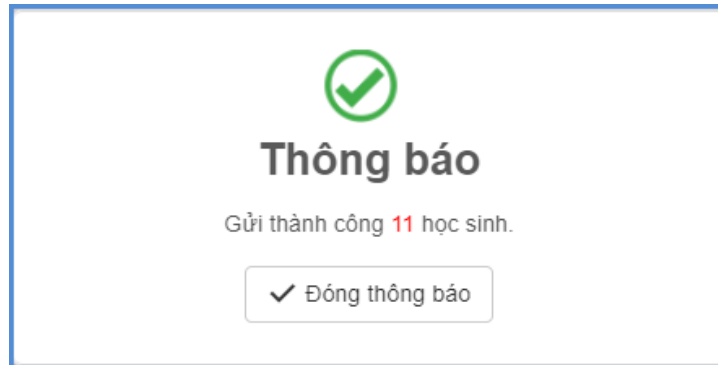 Thông báo
Gửi thành công 11 học sinh.
Đóng thông báo